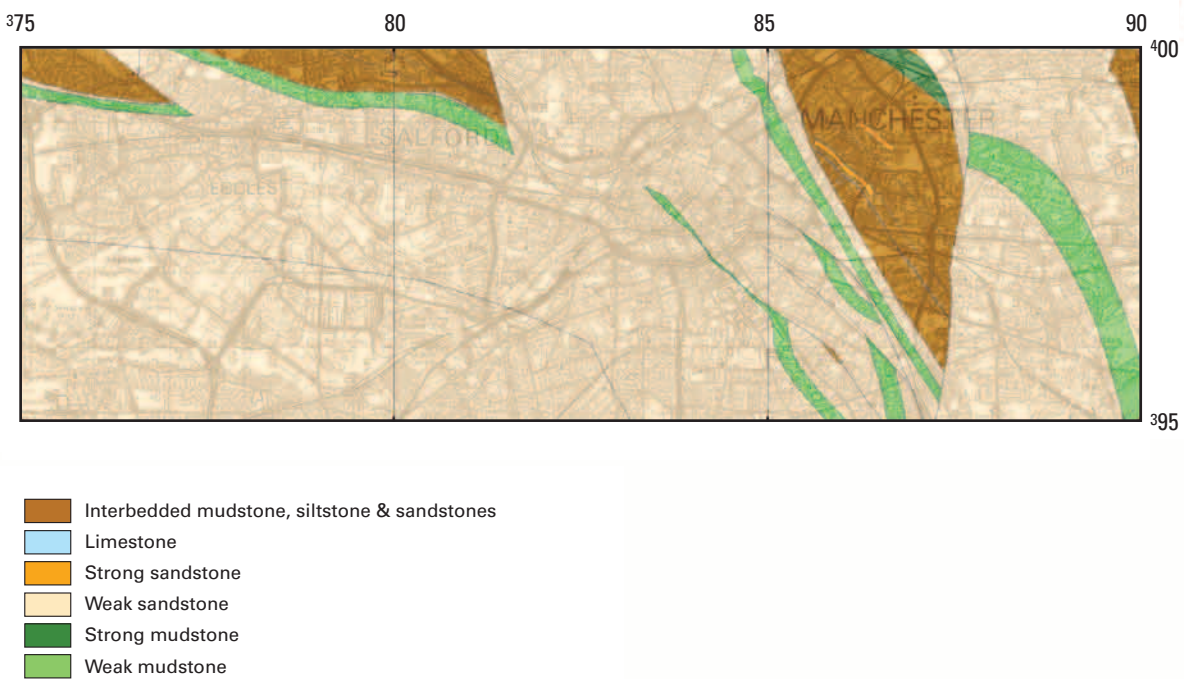 ³75 80 85 90
⁴00
MANCHESTER
SALFORD
ECCLES
³95
Interbedded mudstone, siltstone & sandstones
Limestone
Strong sandstone
Weak sandstone
Strong mudstone
Weak mudstone